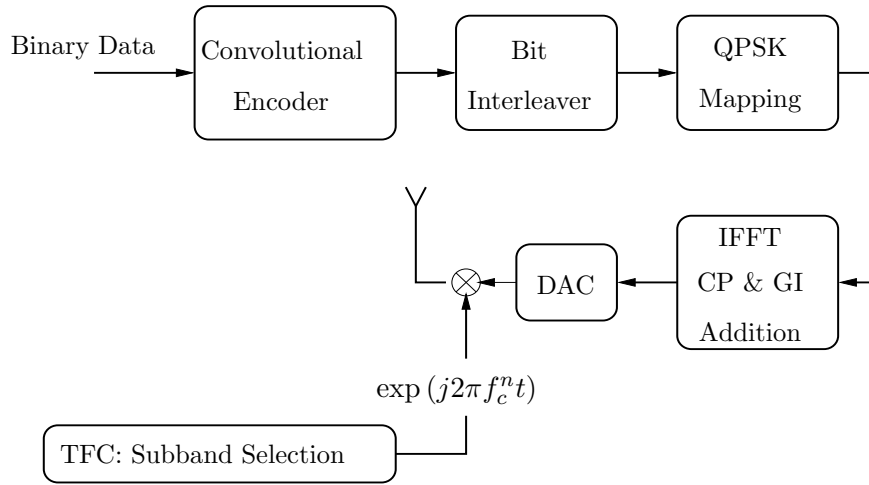 Binary Data
Convolutional
Encoder
Bit
Interleaver
QPSK
Mapping
IFFT
CP & GI
Addition
DAC
exp (j2πf_c^n t)
TFC: Subband Selection